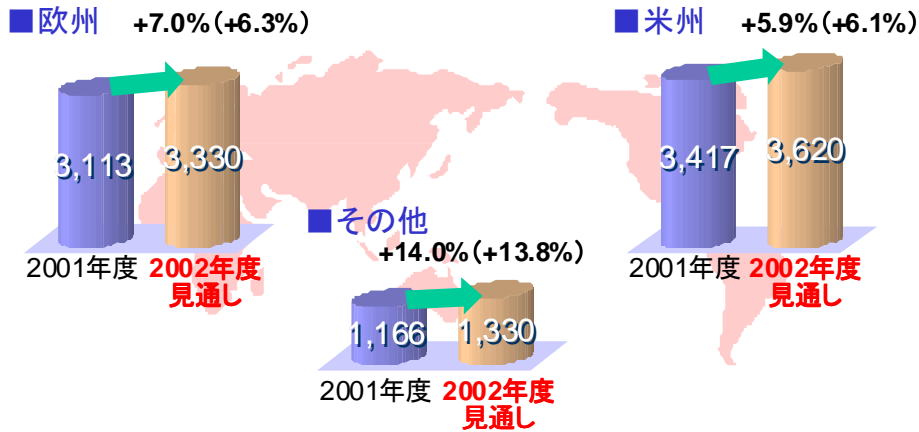 ■欧州 +7.0%(+6.3%)
3,113 3,330
2001年度 2002年度
見通し
■米州 +5.9%(+6.1%)
3,417 3,620
2001年度 2002年度
見通し
■その他
+14.0%(+13.8%)
1,166 1,330
2001年度 2002年度
見通し